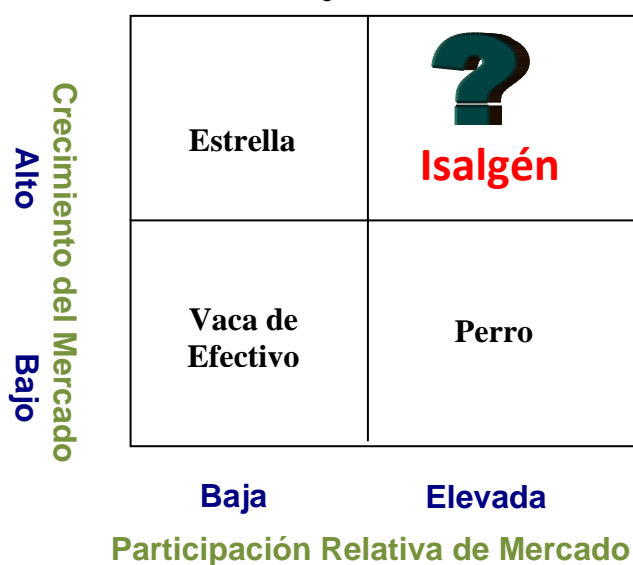 Crecimiento del Mercado
Alto
Bajo
Estrella
?
Isalgén
Vaca de
Efectivo
Perro
Baja
Elevada
Participación Relativa de Mercado